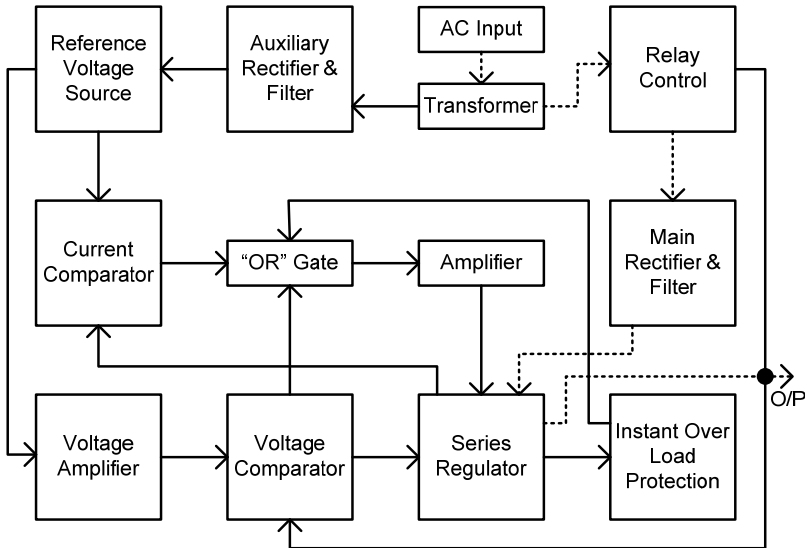 Reference
Voltage
Source
Auxiliary
Rectifier &
Filter
AC Input
Transformer
Relay
Control
Current
Comparator
“OR” Gate
Amplifier
Main
Rectifier &
Filter
O/P
Voltage
Amplifier
Voltage
Comparator
Series
Regulator
Instant Over
Load
Protection